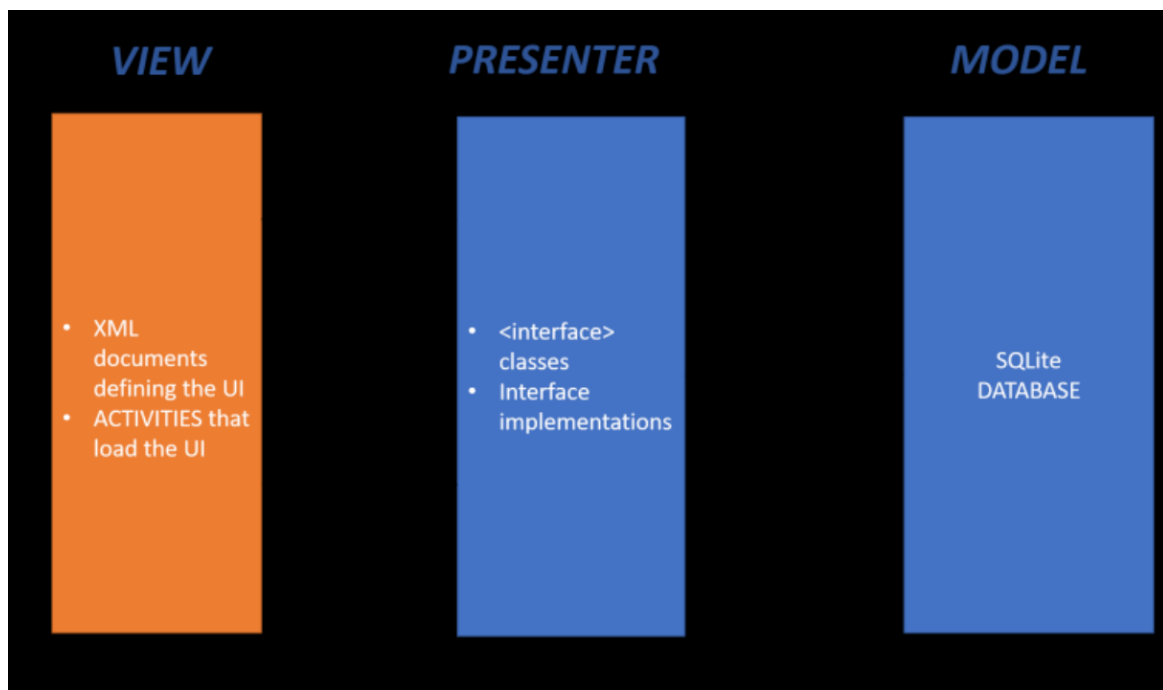 VIEW
PRESENTER
MODEL
• XML
documents
defining the UI
• ACTIVITIES that
load the UI
• <interface>
classes
• Interface
implementations
SQLite
DATABASE